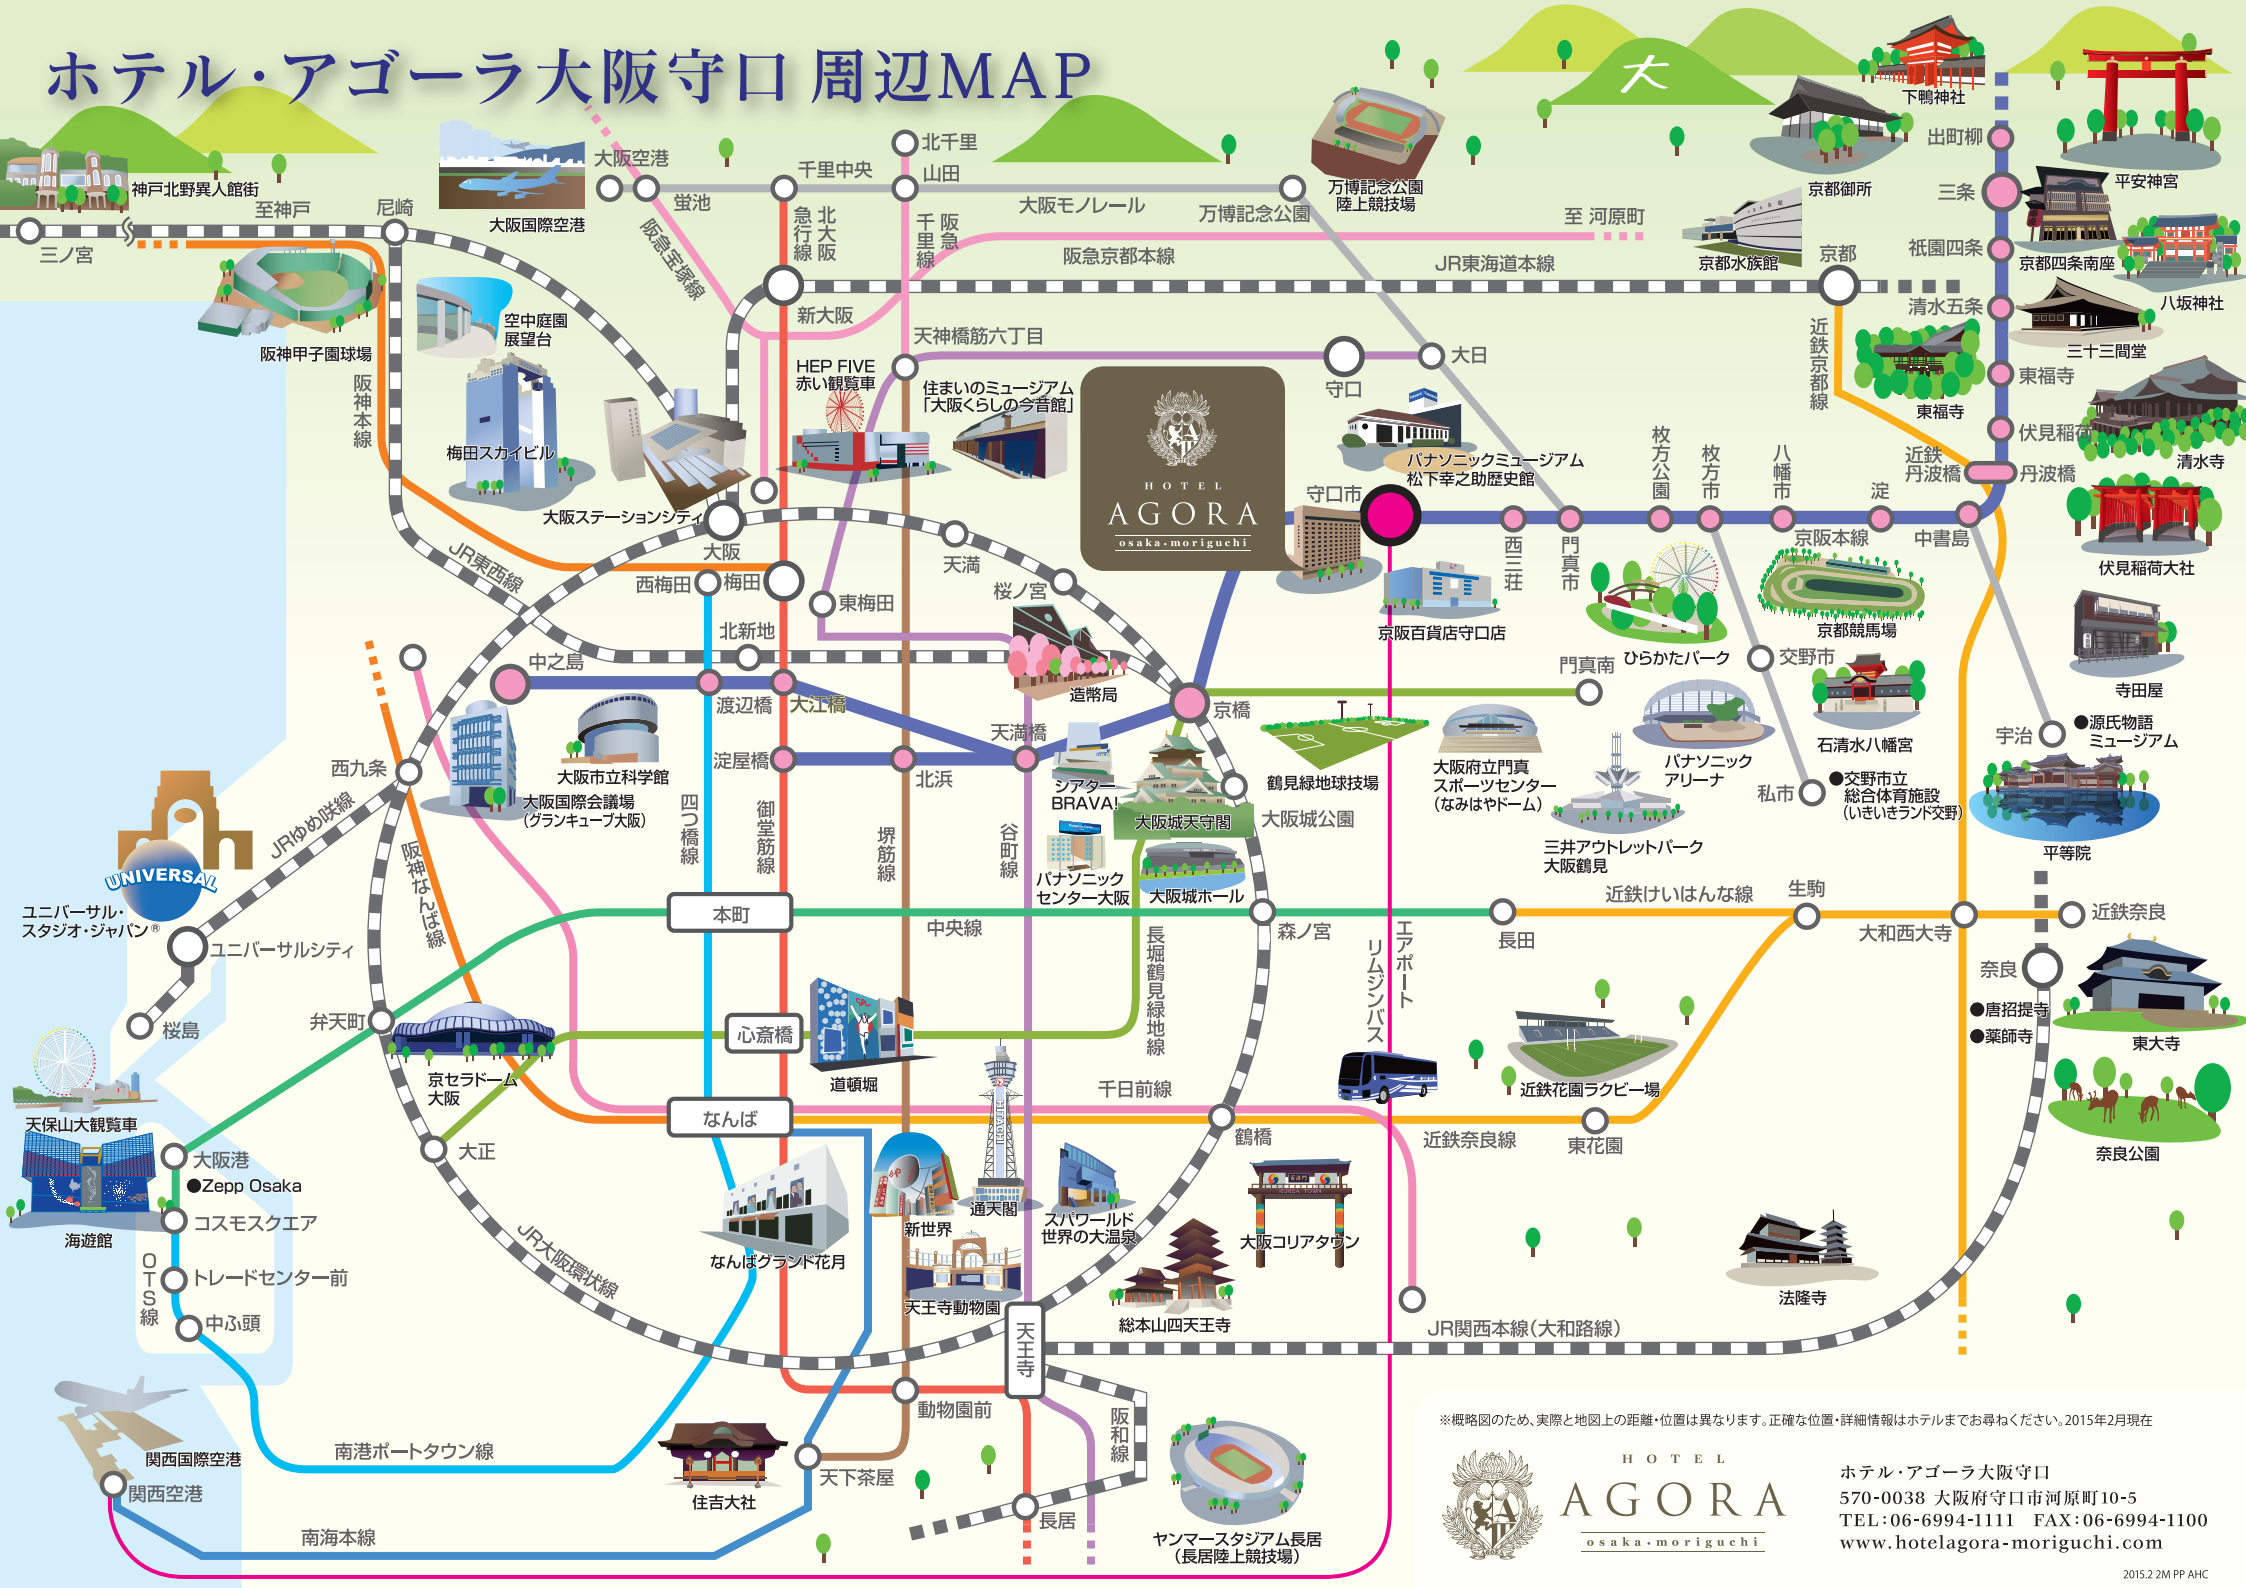 ホテル・アゴーラ大阪守口 周辺MAP
神戸北野異人館街
至神戸
三ノ宮
尼崎
大阪国際空港
大阪空港
蛍池
千里中央
北千里
山田
大阪モノレール
万博記念公園
万博記念公園
陸上競技場
大
下鴨神社
出町柳
平安神宮
京都御所
三条
至 河原町
京都水族館
京都
祇園四条
京都四条南座
八坂神社
清水五条
三十三間堂
東福寺
東福寺
伏見稲荷
清水寺
近鉄
丹波橋
丹波橋
伏見稲荷大社
阪急宝塚線
北大阪
急行線
阪急
千里線
阪急京都本線
JR東海道本線
近鉄京都線
阪神甲子園球場
阪神本線
空中庭園
展望台
梅田スカイビル
大阪ステーションシティ
新大阪
HEP FIVE
赤い観覧車
天神橋筋六丁目
住まいのミュージアム
「大阪くらしの今昔館」
守口
大日
HOTEL
AGORA
osaka・moriguchi
パナソニックミュージアム
松下幸之助歴史館
守口市
京阪百貨店守口店
西三荘
門真市
枚方公園
枚方市
八幡市
淀
京阪本線
中書島
京都競馬場
ひらかたパーク
寺田屋
大阪
西梅田
梅田
東梅田
天満
桜ノ宮
JR東西線
北新地
中之島
渡辺橋
大江橋
造幣局
京橋
門真南
交野市
石清水八幡宮
宇治
●源氏物語
ミュージアム
平等院
私市
●交野市立
総合体育施設
(いきいきランド交野)
大阪市立科学館
大阪国際会議場
(グランキューブ大阪)
淀屋橋
北浜
天満橋
シアター
BRAVA!
大阪城天守閣
大阪城公園
パナソニック
センター大阪
大阪城ホール
鶴見緑地球技場
大阪府立門真
スポーツセンター
(なみはやドーム)
三井アウトレットパーク
大阪鶴見
パナソニック
アリーナ
西九条
JRゆめ咲線
阪神なんば線
UNIVERSAL
ユニバーサル・
スタジオ・ジャパン®
ユニバーサルシティ
桜島
四つ橋線
御堂筋線
堺筋線
谷町線
本町
中央線
長堀鶴見緑地線
森ノ宮
エアポート
リムジンバス
長田
近鉄けいはんな線
生駒
大和西大寺
近鉄奈良
奈良
●唐招提寺
●薬師寺
東大寺
奈良公園
弁天町
京セラドーム
大阪
大正
心斎橋
道頓堀
なんば
千日前線
鶴橋
近鉄奈良線
東花園
近鉄花園ラクビー場
天保山大観覧車
海遊館
大阪港
●Zepp Osaka
コスモスクエア
OTS線
トレードセンター前
中ふ頭
JR大阪環状線
なんばグランド花月
新世界
HITACHI
通天閣
スパワールド
世界の大温泉
天王寺動物園
総本山四天王寺
KOREA TOWN
大阪コリアタウン
法隆寺
天王寺
JR関西本線(大和路線)
阪和線
動物園前
天下茶屋
住吉大社
長居
ヤンマースタジアム長居
(長居陸上競技場)
南港ポートタウン線
関西国際空港
関西空港
南海本線
※概略図のため、実際と地図上の距離・位置は異なります。正確な位置・詳細情報はホテルまでお尋ねください。2015年2月現在
HOTEL
AGORA
osaka・moriguchi
ホテル・アゴーラ大阪守口
570-0038 大阪府守口市河原町10-5
TEL:06-6994-1111 FAX:06-6994-1100
www.hotelagora-moriguchi.com
2015.2 2M PP AHC